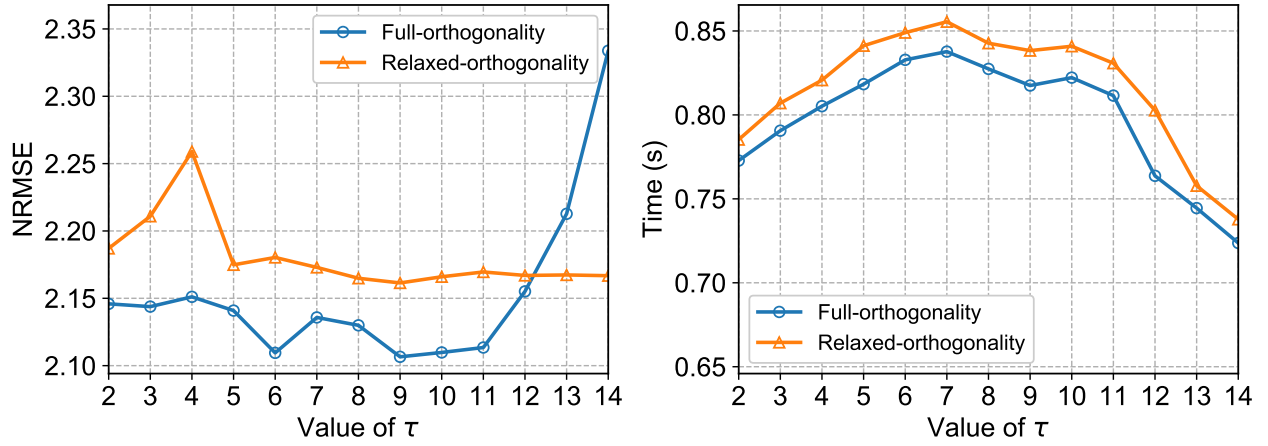 2.35
2.30
2.25
2.20
2.15
2.10
NRMSE
Full-orthogonality
Relaxed-orthogonality
2 3 4 5 6 7 8 9 10 11 12 13 14
Value of τ
0.85
0.80
0.75
0.70
0.65
Time (s)
Full-orthogonality
Relaxed-orthogonality
2 3 4 5 6 7 8 9 10 11 12 13 14
Value of τ